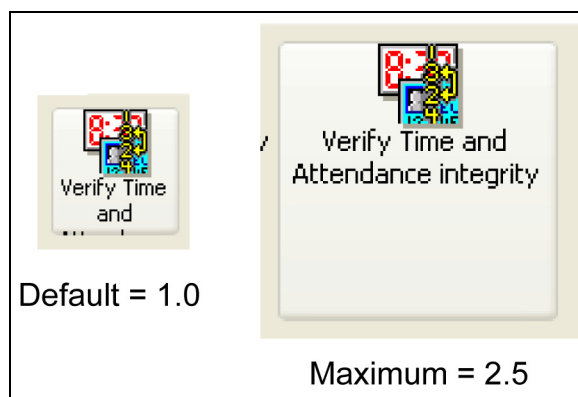 Verify Time
and
Default = 1.0
Verify Time and
Attendance integrity
Maximum = 2.5